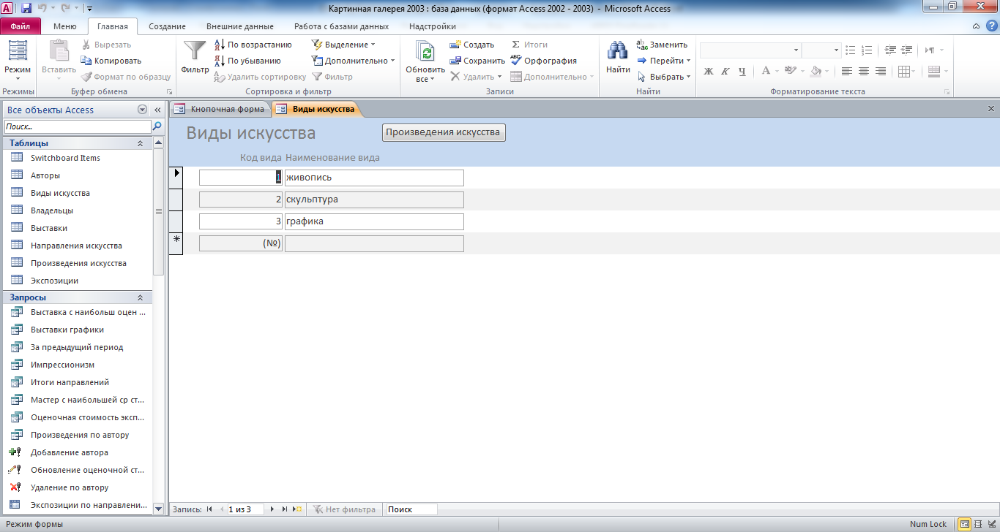 Картинная галерея 2003 : база данных (формат Access 2002 - 2003) - Microsoft Access
Файл Меню Главная Создание Внешние данные Работа с базами данных Надстройки
Режим
Режимы
Вставить
Вырезать
Копировать
Формат по образцу
Буфер обмена
Фильтр
По возрастанию
По убыванию
Удалить сортировку
Выделение
Дополнительно
Фильтр
Сортировка и фильтр
Обновить все
Создать
Сохранить
Удалить
Итоги
Орфография
Дополнительно
Записи
Найти
Заменить
Перейти
Выбрать
Найти
Ж К Ч А
Форматирование текста
Все объекты Access
Поиск...
Таблицы
Switchboard Items
Авторы
Виды искусства
Владельцы
Выставки
Направления искусства
Произведения искусства
Экспозиции
Запросы
Выставка с наибольш оцен ...
Выставки графики
За предыдущий период
Импрессионизм
Итоги направлений
Мастер с наибольшей ср ст...
Оценочная стоимость эксп...
Произведения по автору
Добавление автора
Обновление оценочной ст...
Удаление по автору
Экспозиции по направлени...
Кнопочная форма Виды искусства
Виды искусства Произведения искусства
Код вида Наименование вида
1 живопись
2 скульптура
3 графика
(№)
Запись: 1 из 3 Нет фильтра Поиск
Режим формы Num Lock